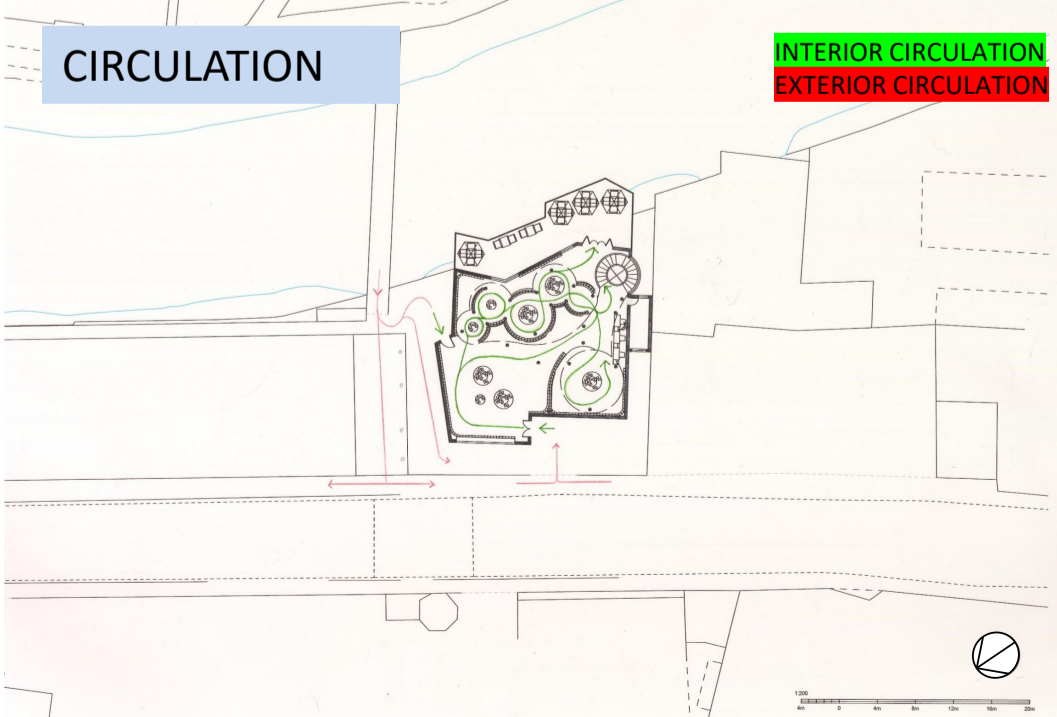 CIRCULATION
INTERIOR CIRCULATION
EXTERIOR CIRCULATION
1:200
4m 0 4m 8m 12m 16m 20m